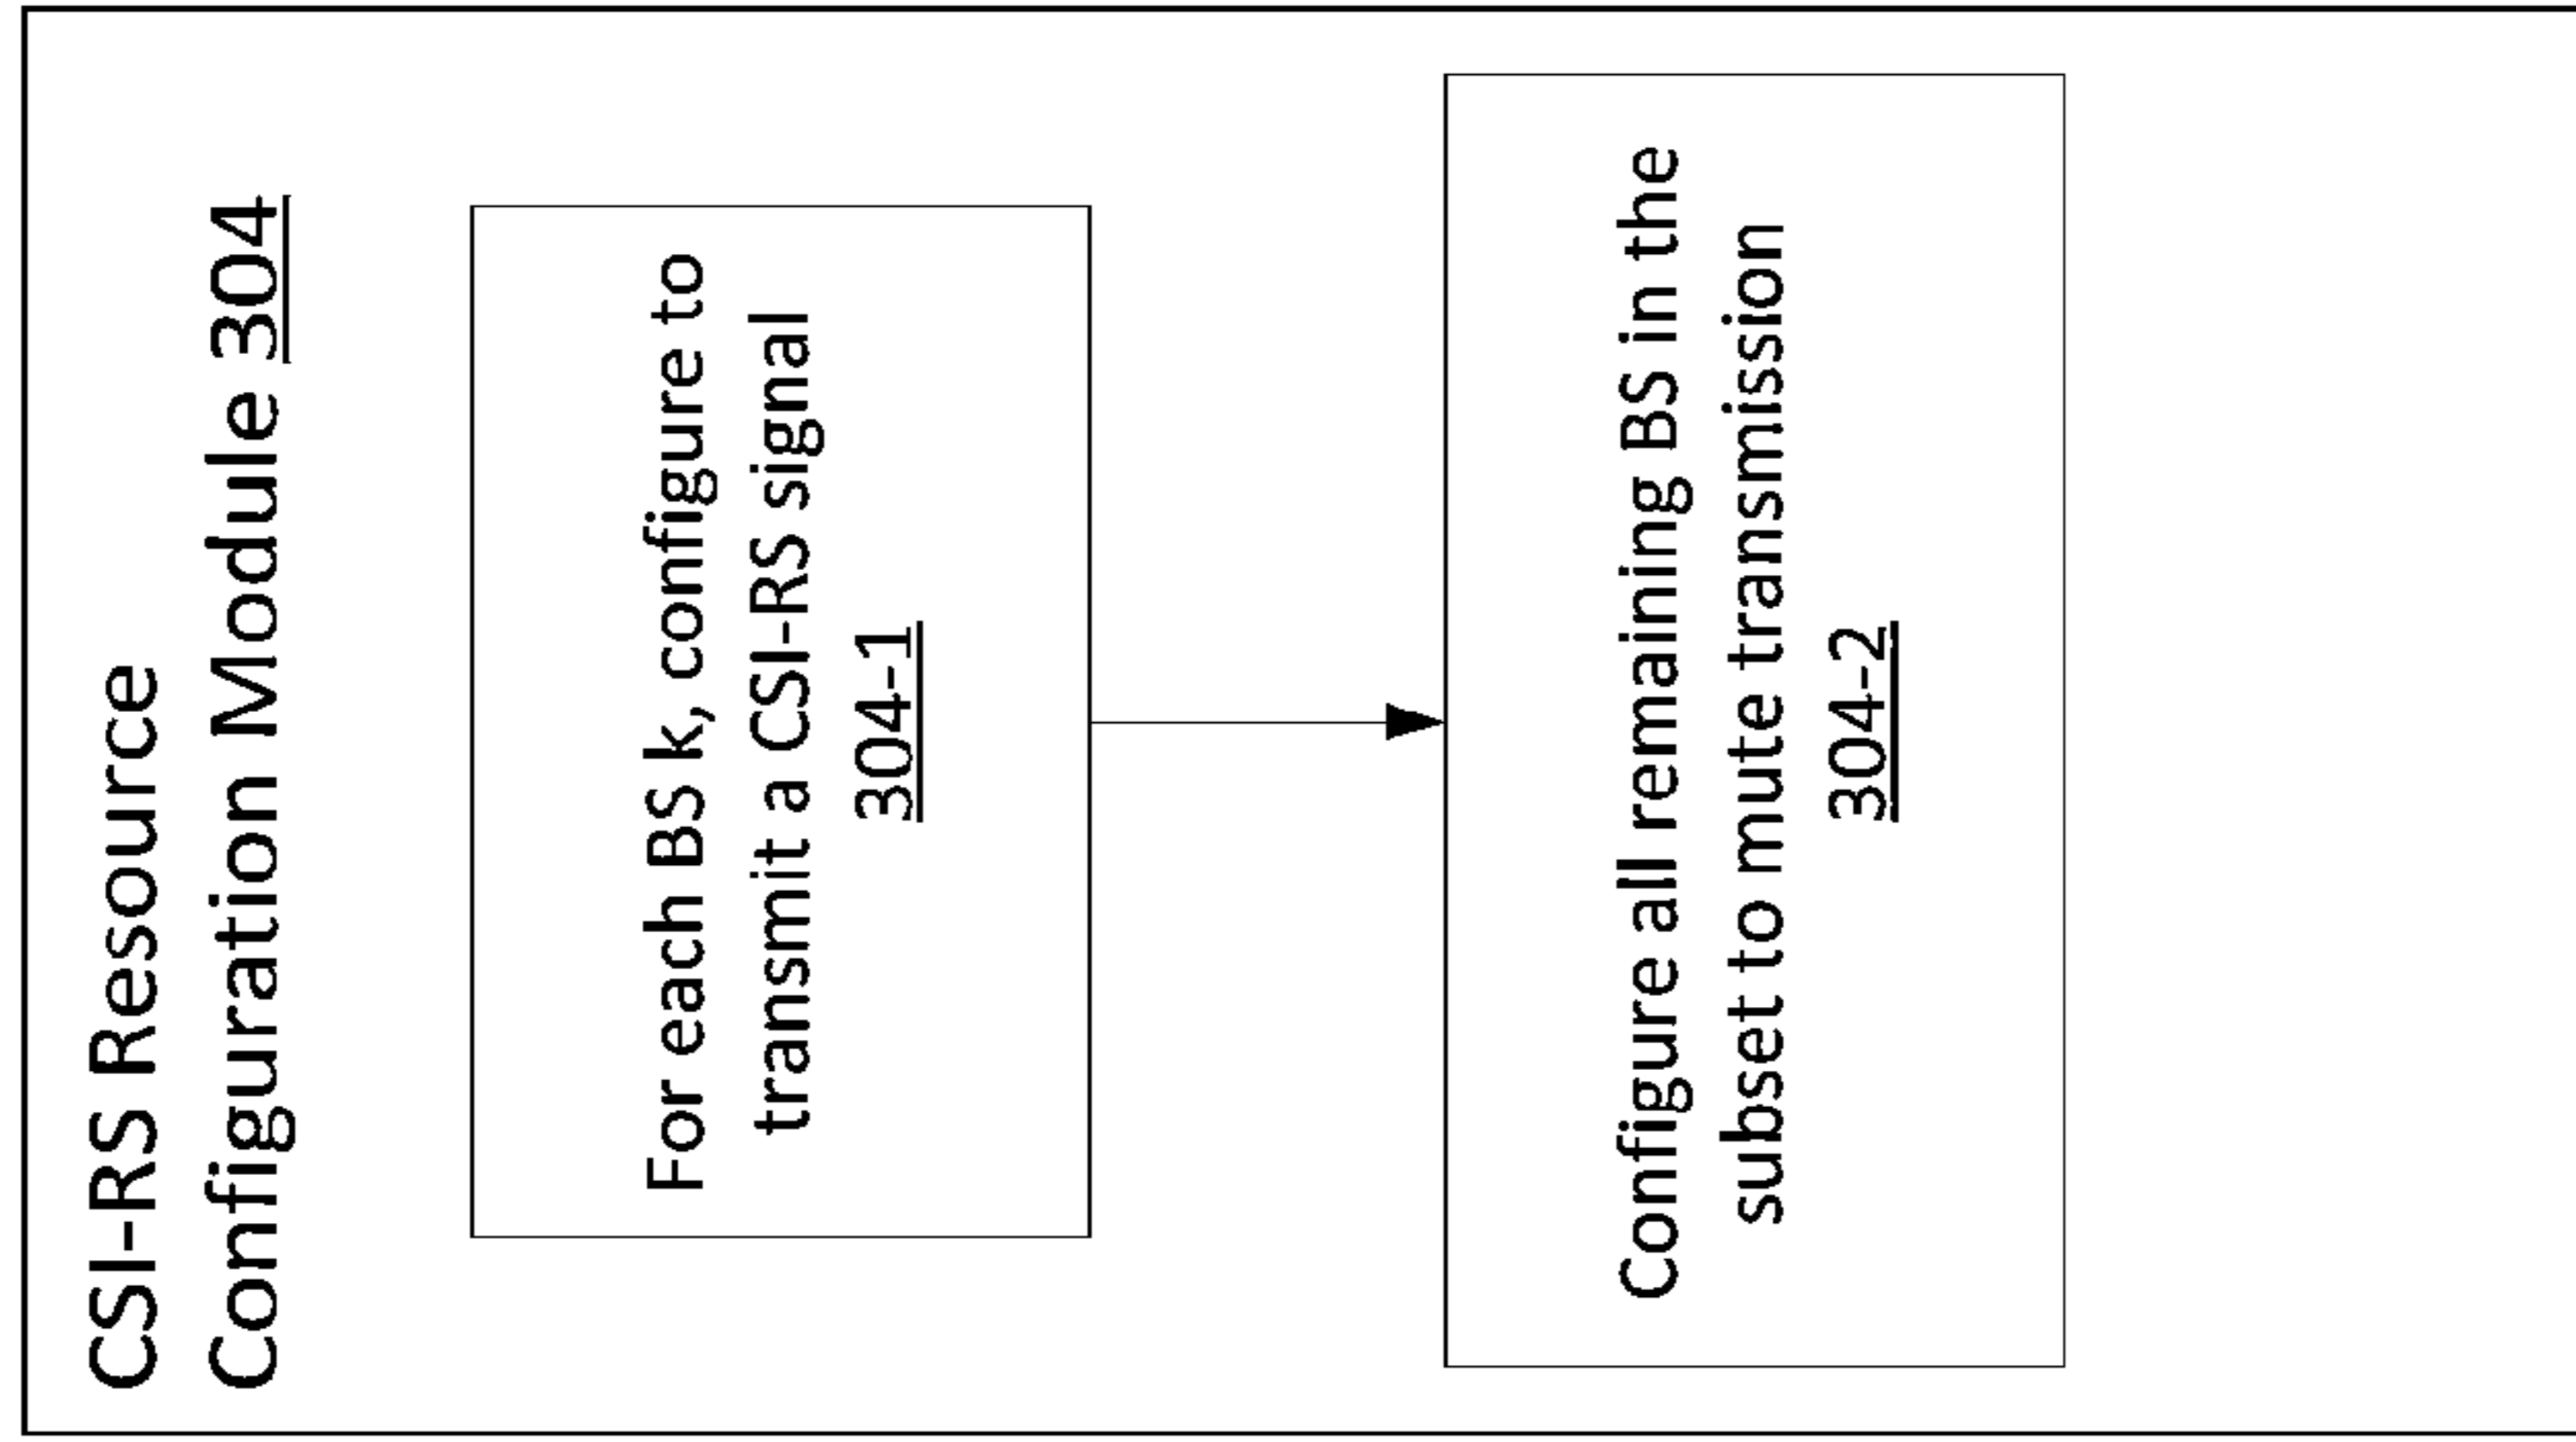 CSI-RS Resource
Configuration Module 304
For each BS k, configure to
transmit a CSI-RS signal
304-1
Configure all remaining BS in the
subset to mute transmission
304-2